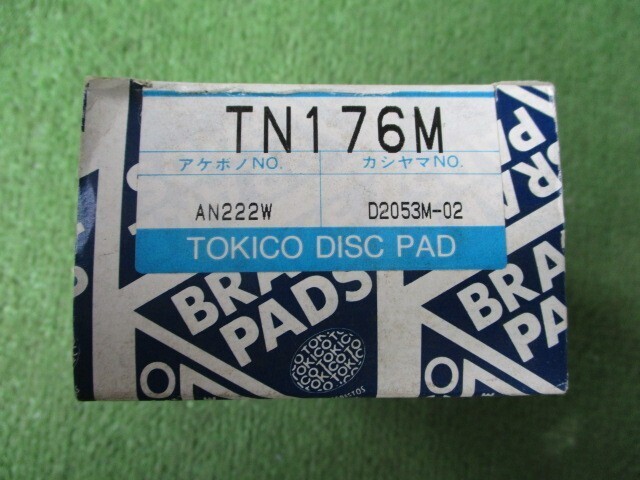 TN176M
アケボノNO. カシヤマNO.
AN222W D2053M-02
TOKICO DISC PAD
BRA
PADS
BRA
PADS
TOKICO